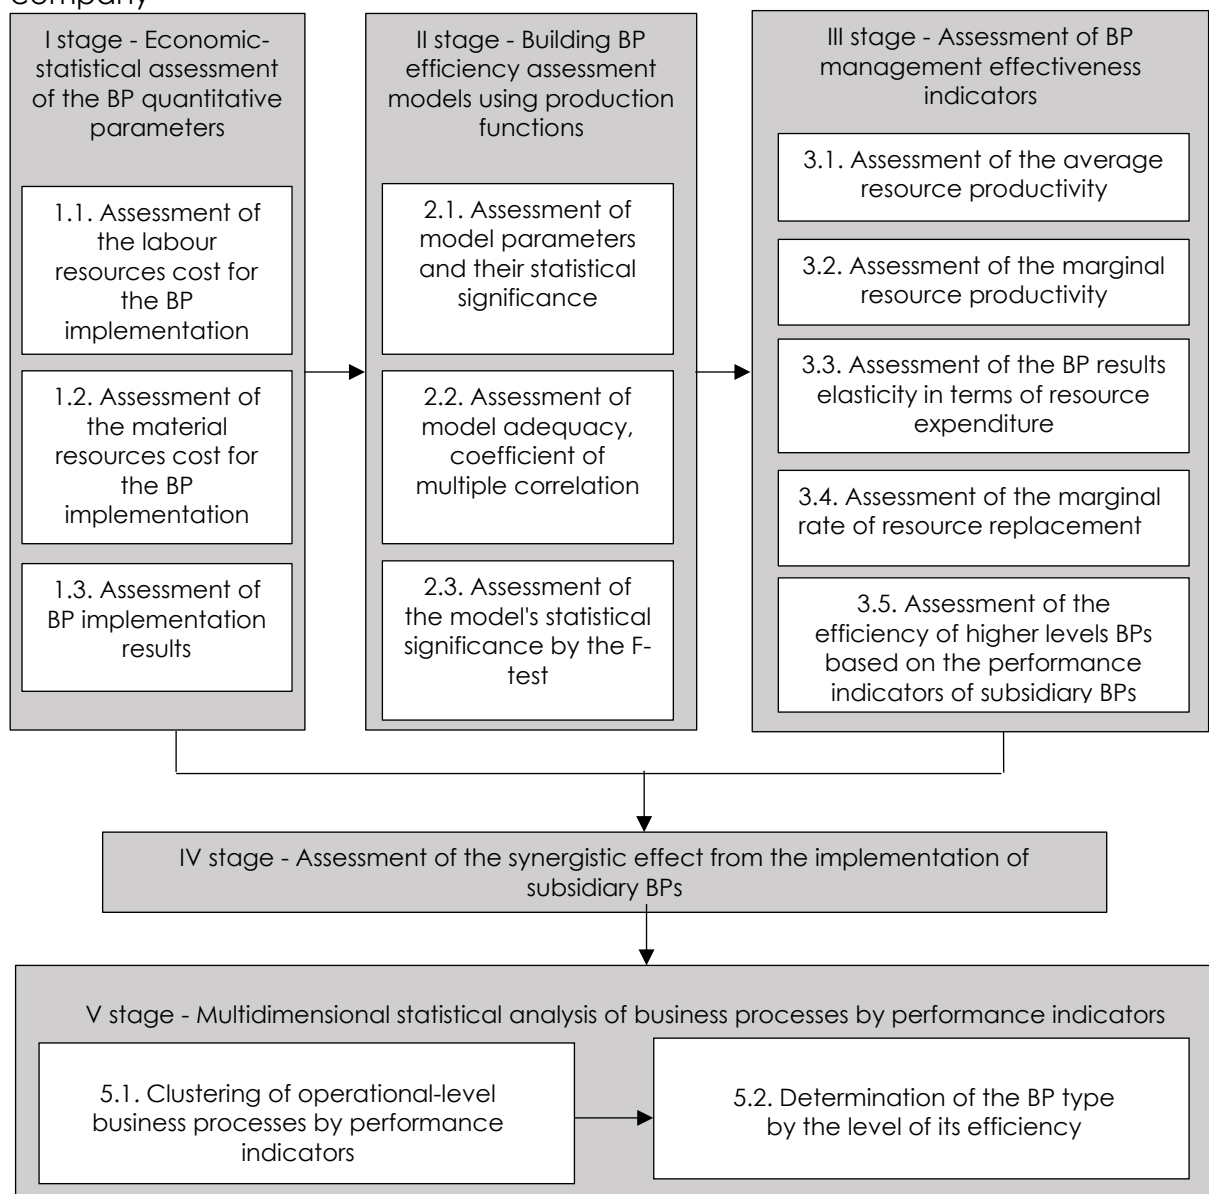 company
I stage - Economic-
statistical assessment
of the BP quantitative
parameters
1.1. Assessment of
the labour
resources cost for
the BP
implementation
1.2. Assessment of
the material
resources cost for
the BP
implementation
1.3. Assessment of
BP implementation
results
II stage - Building BP
efficiency assessment
models using production
functions
2.1. Assessment of
model parameters
and their statistical
significance
2.2. Assessment of
model adequacy,
coefficient of
multiple correlation
2.3. Assessment of
the model's statistical
significance by the F-
test
III stage - Assessment of BP
management effectiveness
indicators
3.1. Assessment of the average
resource productivity
3.2. Assessment of the marginal
resource productivity
3.3. Assessment of the BP results
elasticity in terms of resource
expenditure
3.4. Assessment of the marginal
rate of resource replacement
3.5. Assessment of the
efficiency of higher levels BPs
based on the performance
indicators of subsidiary BPs
IV stage - Assessment of the synergistic effect from the implementation of
subsidiary BPs
V stage - Multidimensional statistical analysis of business processes by performance indicators
5.1. Clustering of operational-level
business processes by performance
indicators
5.2. Determination of the BP type
by the level of its efficiency